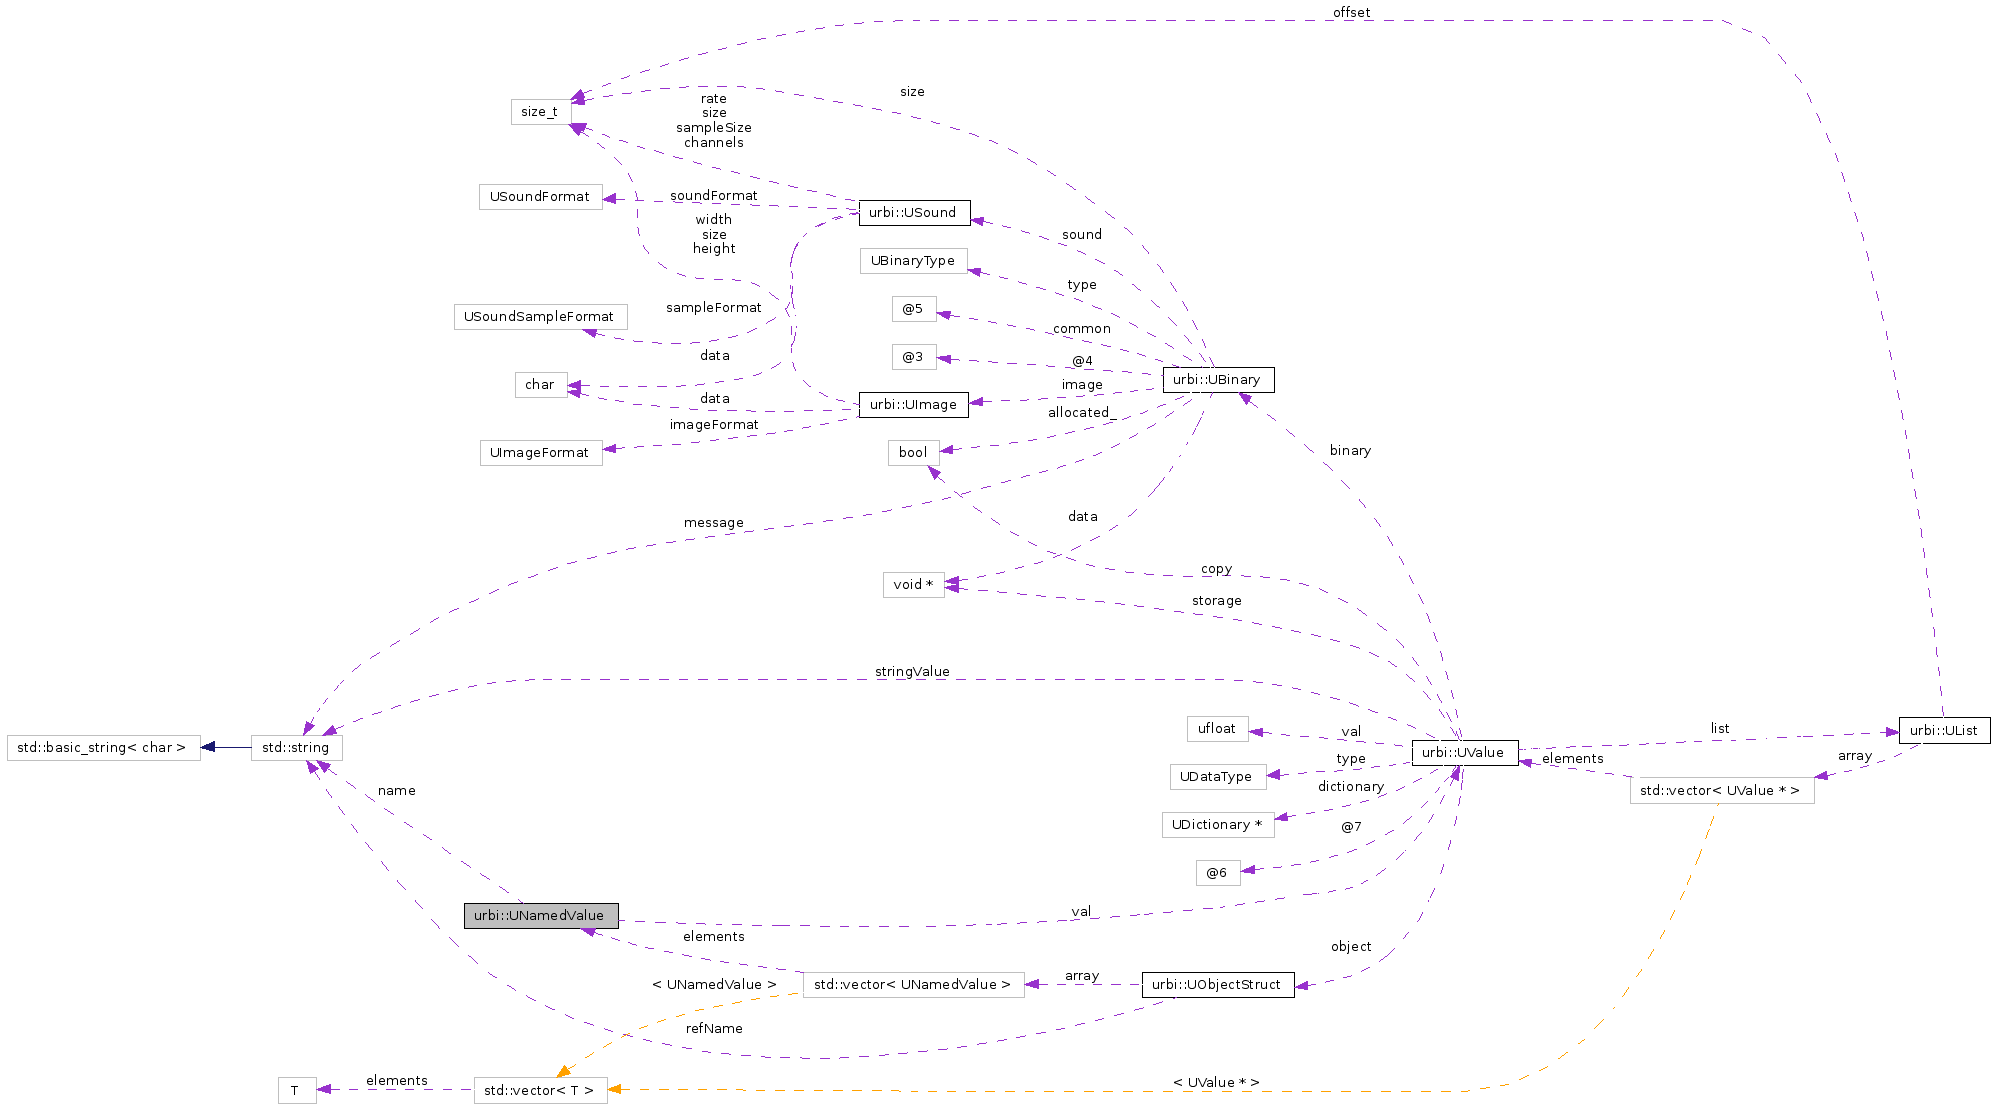 offset
size
size_t
rate
size
sampleSize
channels
USoundFormat
soundFormat
urbi::USound
width
size
height
sound
UBinaryType
type
@5
common
sampleFormat
USoundSampleFormat
data
@3
@4
char
data
image
urbi::UBinary
urbi::UImage
allocated_
imageFormat
UImageFormat
bool
binary
message
data
copy
void *
storage
stringValue
std::basic_string< char >
std::string
ufloat
val
urbi::UValue
list
urbi::UList
type
elements
array
UDataType
dictionary
std::vector< UValue * >
name
UDictionary *
@7
@6
urbi::UNamedValue
val
elements
object
< UNamedValue >
std::vector< UNamedValue >
array
urbi::UObjectStruct
refName
T
elements
std::vector< T >
< UValue * >